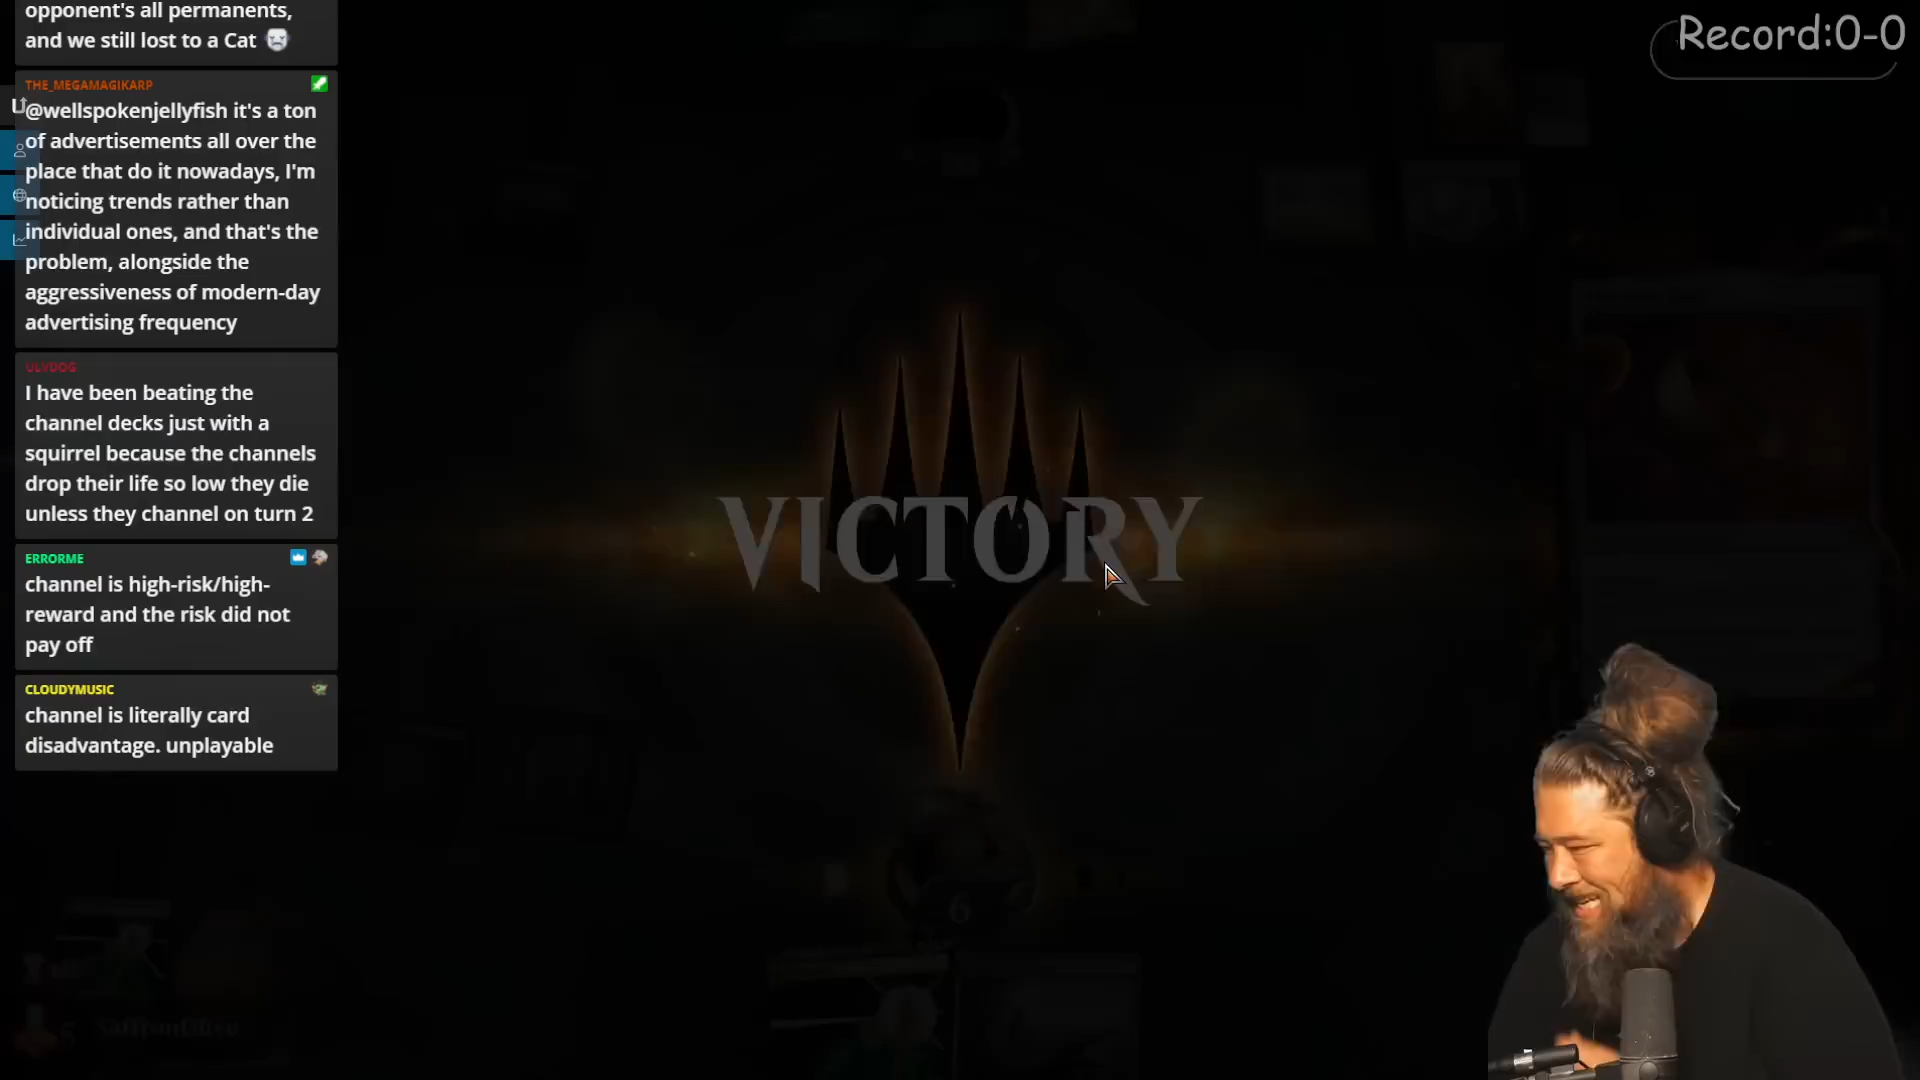 opponent's all permanents,
and we still lost to a Cat
Record:0-0
THE_MEGAMAGIKARP
@wellspokenjellyfish it's a ton
of advertisements all over the
place that do it nowadays, I'm
noticing trends rather than
individual ones, and that's the
problem, alongside the
aggressiveness of modern-day
advertising frequency
ULVDOG
I have been beating the
channel decks just with a
squirrel because the channels
drop their life so low they die
unless they channel on turn 2
ERRORME
channel is high-risk/high-
reward and the risk did not
pay off
CLOUDYMUSIC
channel is literally card
disadvantage. unplayable
VICTORY
6
5 SaffronOlive